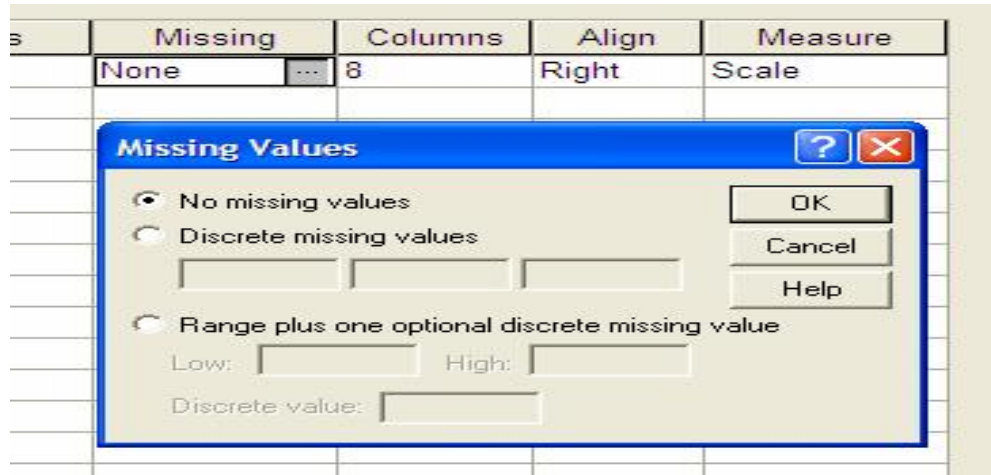 s Missing Columns Align Measure
None ... 8 Right Scale
Missing Values ?
No missing values OK
Discrete missing values Cancel
Help
Range plus one optional discrete missing value
Low: High:
Discrete value: